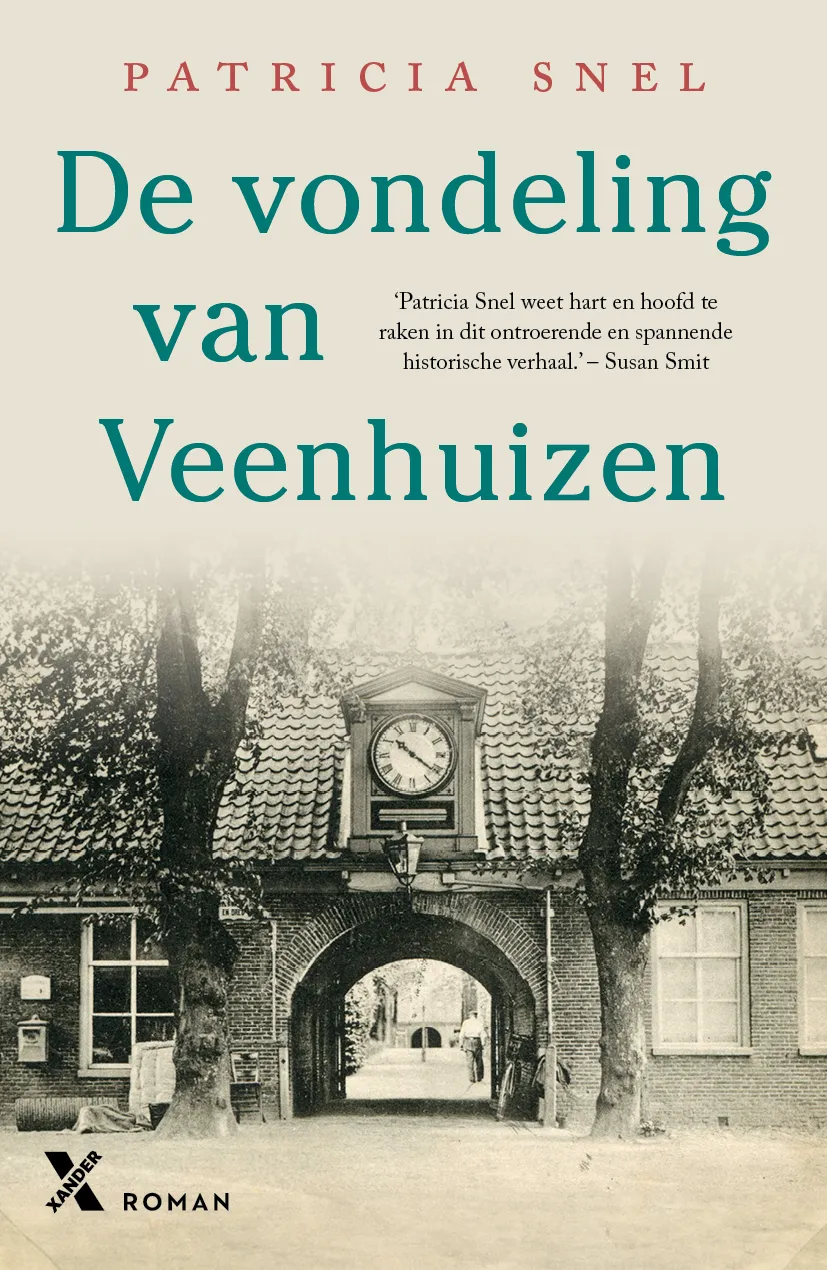 PATRICIA SNEL
De vondeling
van
‘Patricia Snel weet hart en hoofd te
raken in dit ontroerende en spannende
historische verhaal.’ – Susan Smit
Veenhuizen
XANDER
ROMAN